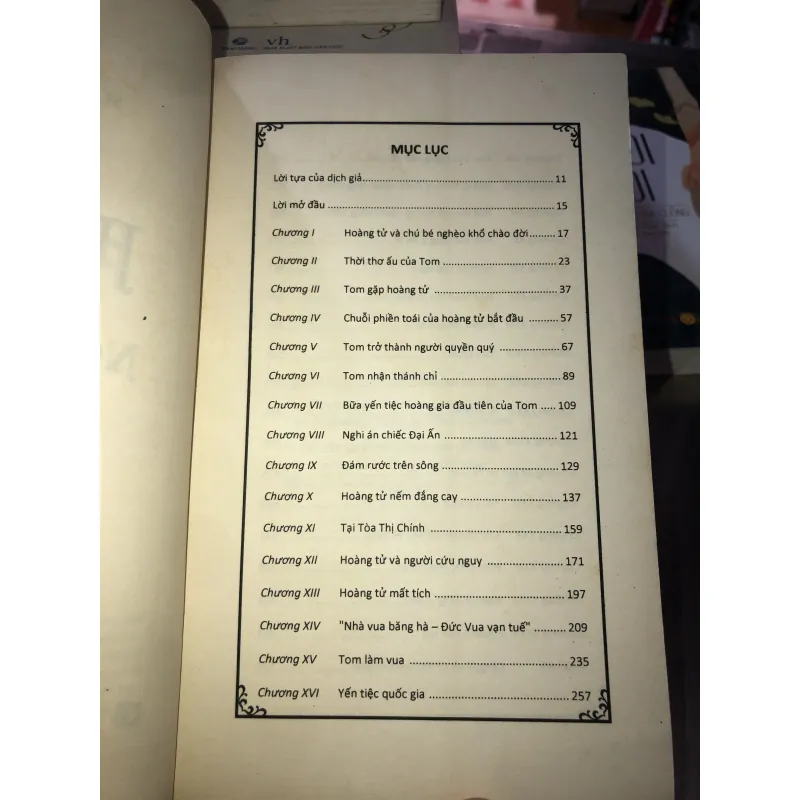 vh
MỤC LỤC
Lời tựa của dịch giả..........11
Lời mở đầu ..........15
Chương I Hoàng tử và chú bé nghèo khổ chào đời.........17
Chương II Thời thơ ấu của Tom ..........23
Chương III Tom gặp hoàng tử ..........37
Chương IV Chuỗi phiền toái của hoàng tử bắt đầu ..........57
Chương V Tom trở thành người quyền quý ..........67
Chương VI Tom nhận thánh chỉ ..........89
Chương VII Bữa yến tiệc hoàng gia đầu tiên của Tom .....109
Chương VIII Nghi án chiếc Đại Ấn ..........121
Chương IX Đám rước trên sông ..........129
Chương X Hoàng tử nếm đắng cay ..........137
Chương XI Tại Tòa Thị Chính ..........159
Chương XII Hoàng tử và người cứu nguy ..........171
Chương XIII Hoàng tử mất tích ..........197
Chương XIV "Nhà vua băng hà – Đức Vua vạn tuế" ..........209
Chương XV Tom làm vua ..........235
Chương XVI Yến tiệc quốc gia ..........257